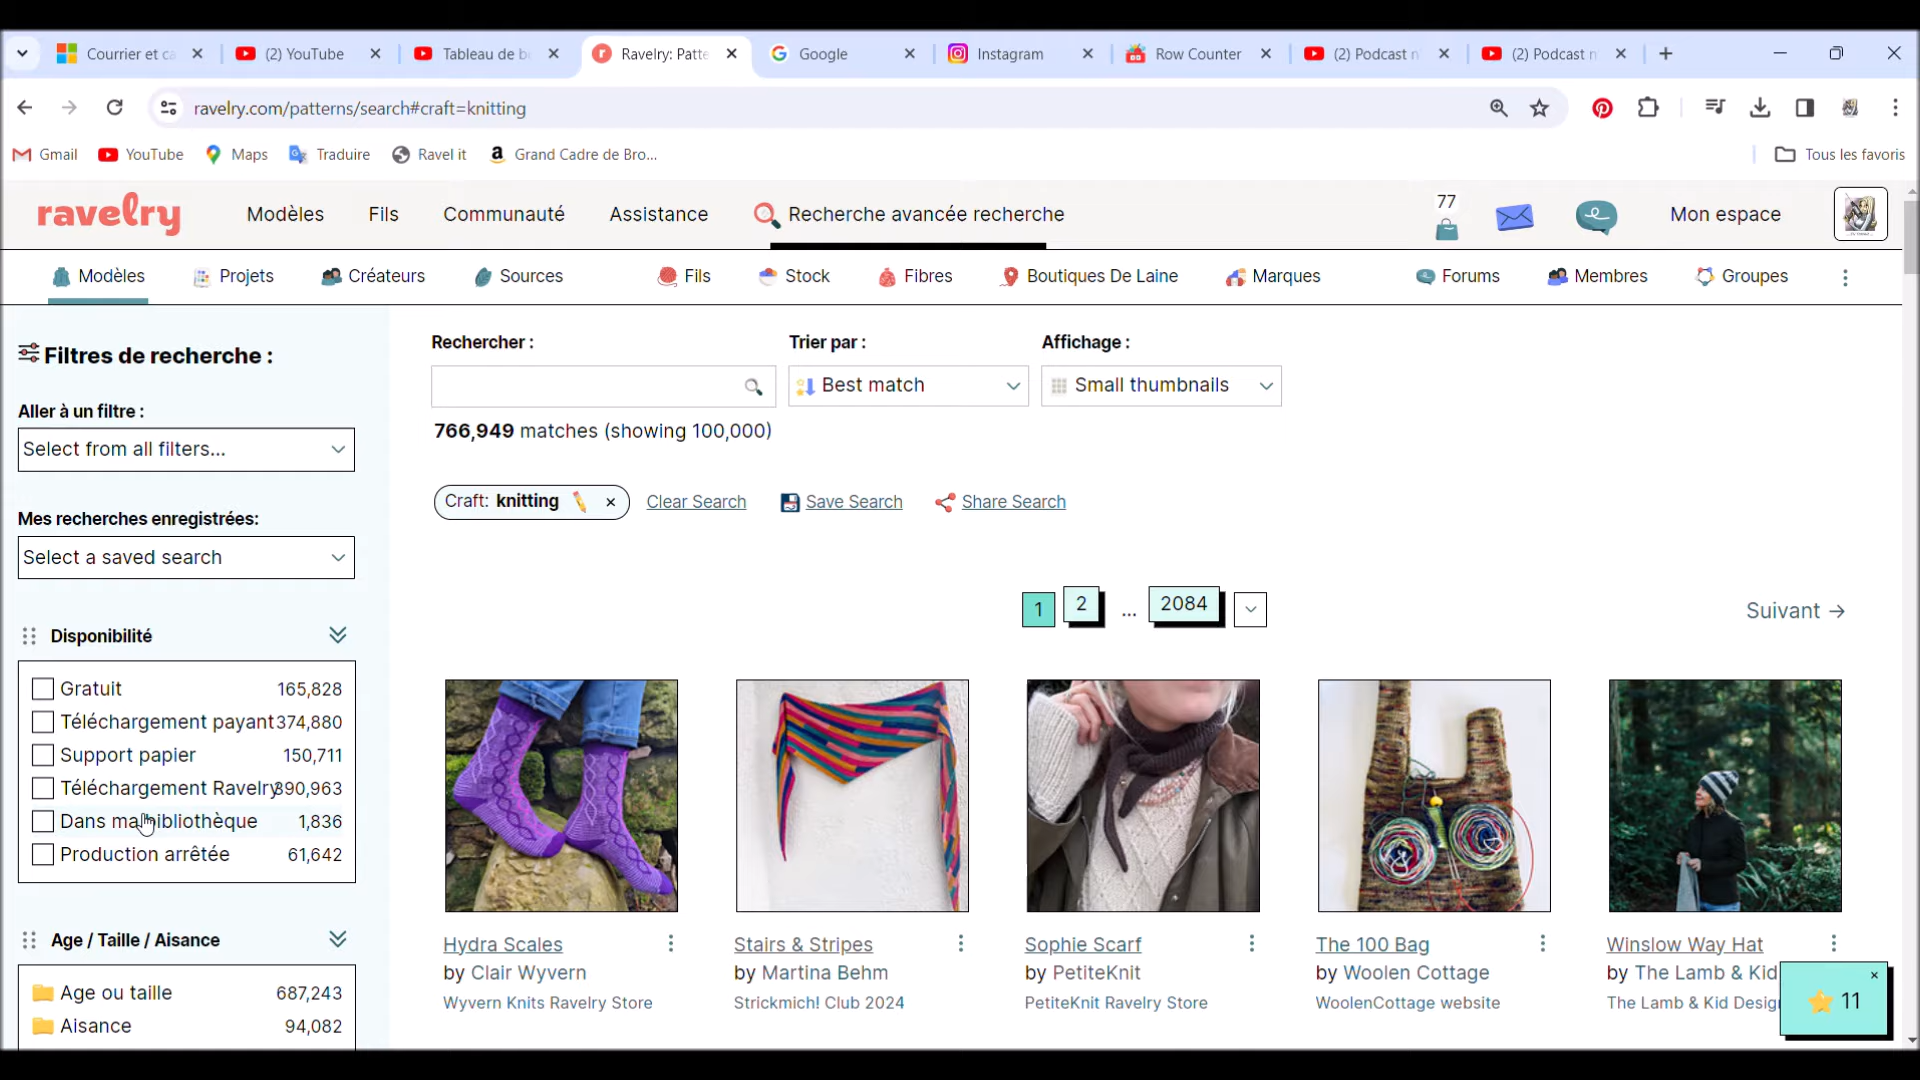 Courrier et ca
(2) YouTube
Tableau de b
Ravelry: Patte
Google
Instagram
Row Counter
(2) Podcast n
(2) Podcast n
ravelry.com/patterns/search#craft=knitting
Gmail
YouTube
Maps
Traduire
Ravel it
Grand Cadre de Bro...
Tous les favoris
ravelry
Modèles
Fils
Communauté
Assistance
Recherche avancée recherche
77
Mon espace
Modèles
Projets
Créateurs
Sources
Fils
Stock
Fibres
Boutiques De Laine
Marques
Forums
Membres
Groupes
Filtres de recherche :
Aller à un filtre :
Select from all filters...
Mes recherches enregistrées:
Select a saved search
Disponibilité
Gratuit 165,828
Téléchargement payant 374,880
Support papier 150,711
Téléchargement Ravelry 390,963
Dans ma bibliothèque 1,836
Production arrêtée 61,642
Age / Taille / Aisance
Age ou taille 687,243
Aisance 94,082
Rechercher :
Trier par :
Best match
Affichage :
Small thumbnails
766,949 matches (showing 100,000)
Craft: knitting
Clear Search
Save Search
Share Search
1 2 ... 2084
Suivant →
Hydra Scales
by Clair Wyvern
Wyvern Knits Ravelry Store
Stairs & Stripes
by Martina Behm
Strickmich! Club 2024
Sophie Scarf
by PetiteKnit
PetiteKnit Ravelry Store
The 100 Bag
by Woolen Cottage
WoolenCottage website
Winslow Way Hat
by The Lamb & Kid
The Lamb & Kid Desig
11